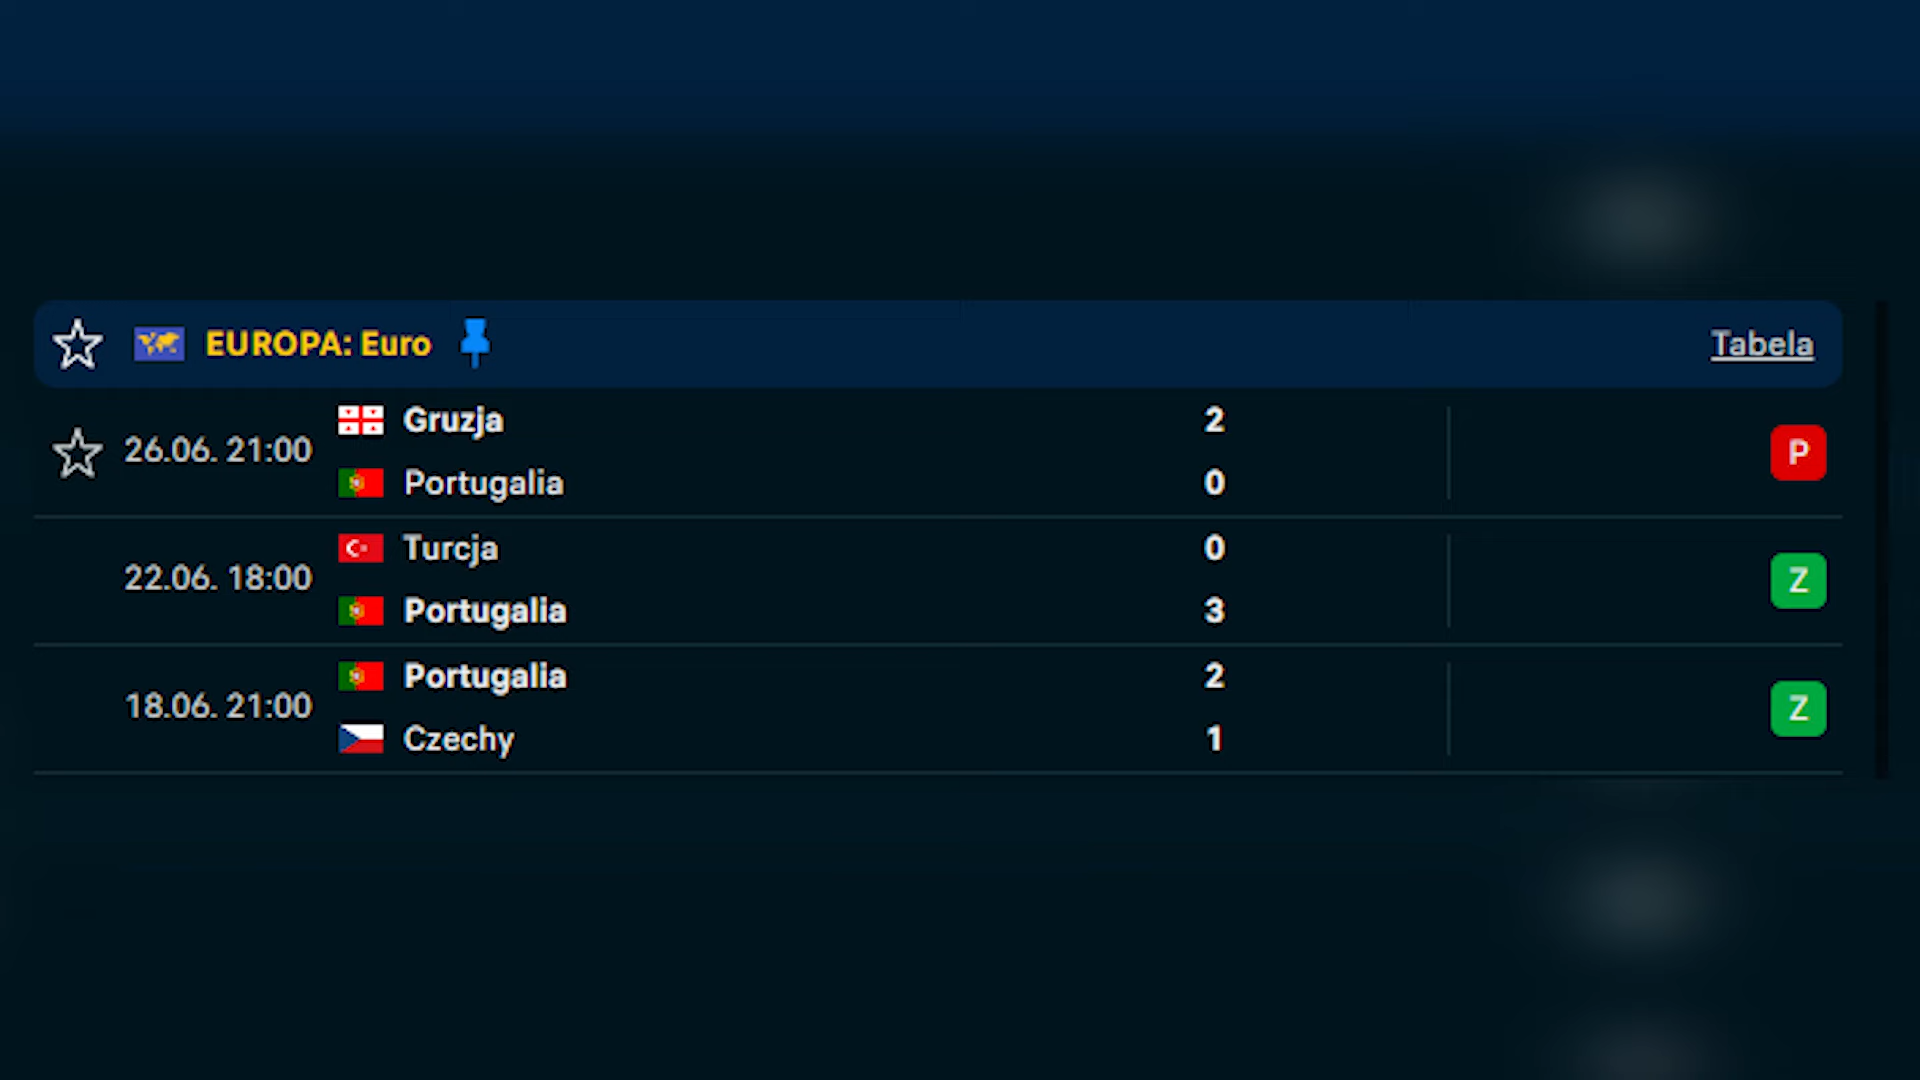 EUROPA: Euro Tabela
26.06. 21:00 Gruzja 2 P
Portugalia 0
22.06. 18:00 Turcja 0 Z
Portugalia 3
18.06. 21:00 Portugalia 2 Z
Czechy 1